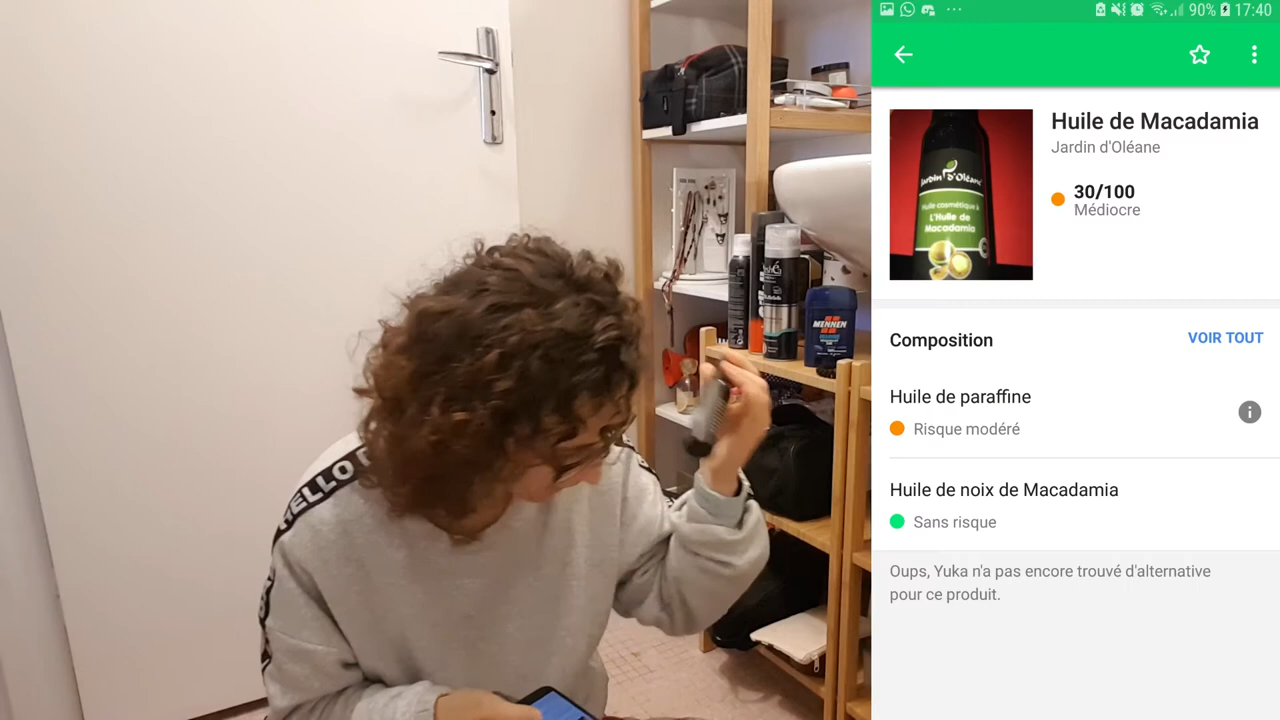 90% 17:40
Huile de Macadamia
Jardin d'Oléane
30/100
Médiocre
Jardin d'Oléane
Huile cosmétique à
L'Huile de
Macadamia
Composition
VOIR TOUT
Huile de paraffine
Risque modéré
Huile de noix de Macadamia
Sans risque
Oups, Yuka n'a pas encore trouvé d'alternative
pour ce produit.
HELLO
MENNEN